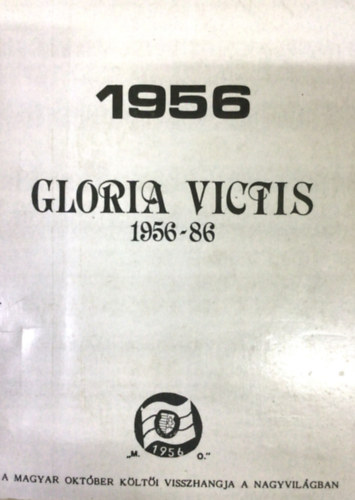 1956
GLORIA VICTIS
1956-86
1956
„M. O."
A MAGYAR OKTÓBER KÖLTŐI VISSZHANGJA A NAGYVILÁGBAN